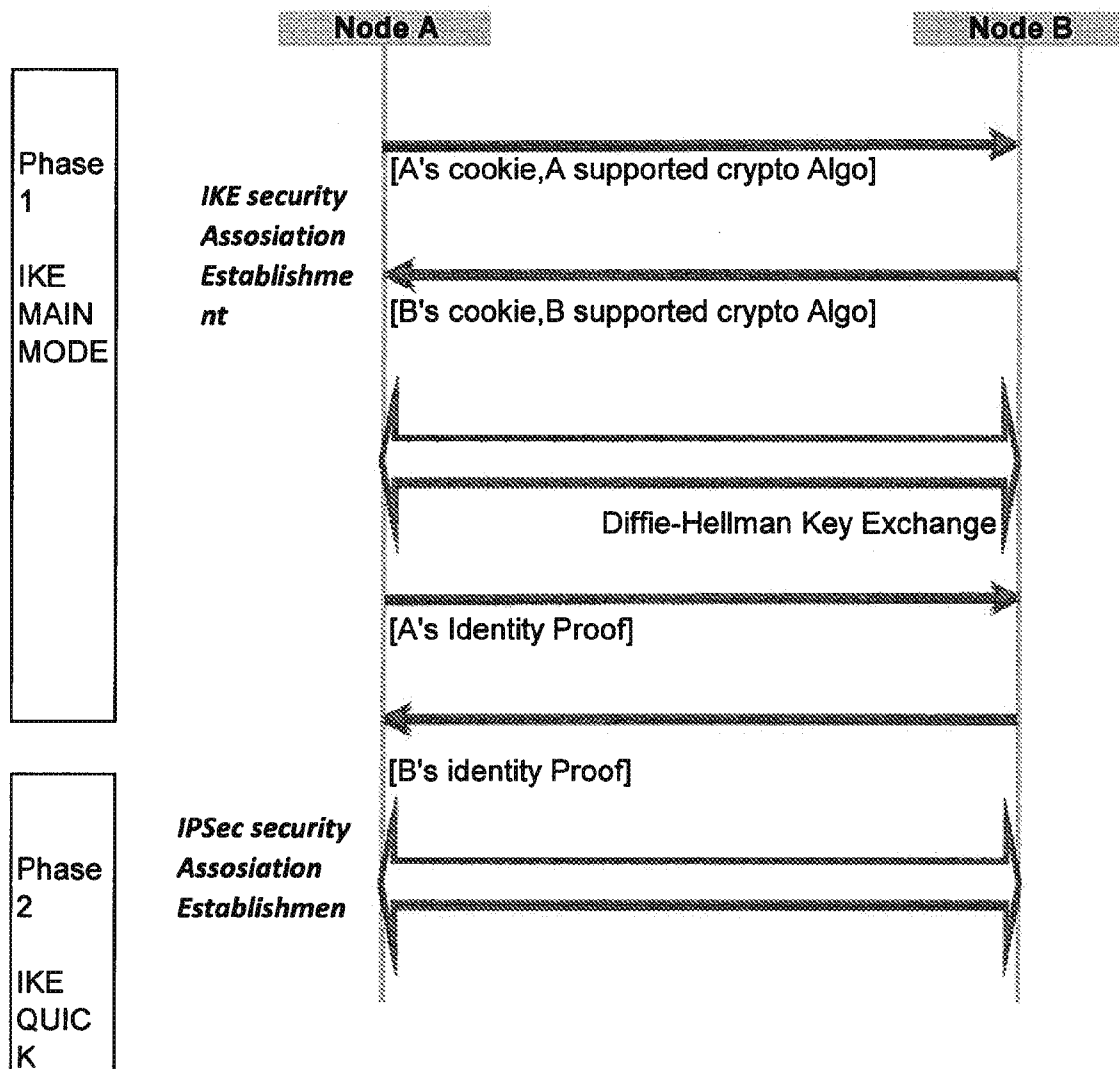 Node A
Node B
Phase
1
IKE
MAIN
MODE
IKE security
Assosiation
Establishme
nt
[A's cookie,A supported crypto Algo]
[B's cookie,B supported crypto Algo]
Diffie-Hellman Key Exchange
[A's Identity Proof]
[B's identity Proof]
Phase
2
IKE
QUIC
K
IPSec security
Assosiation
Establishmen